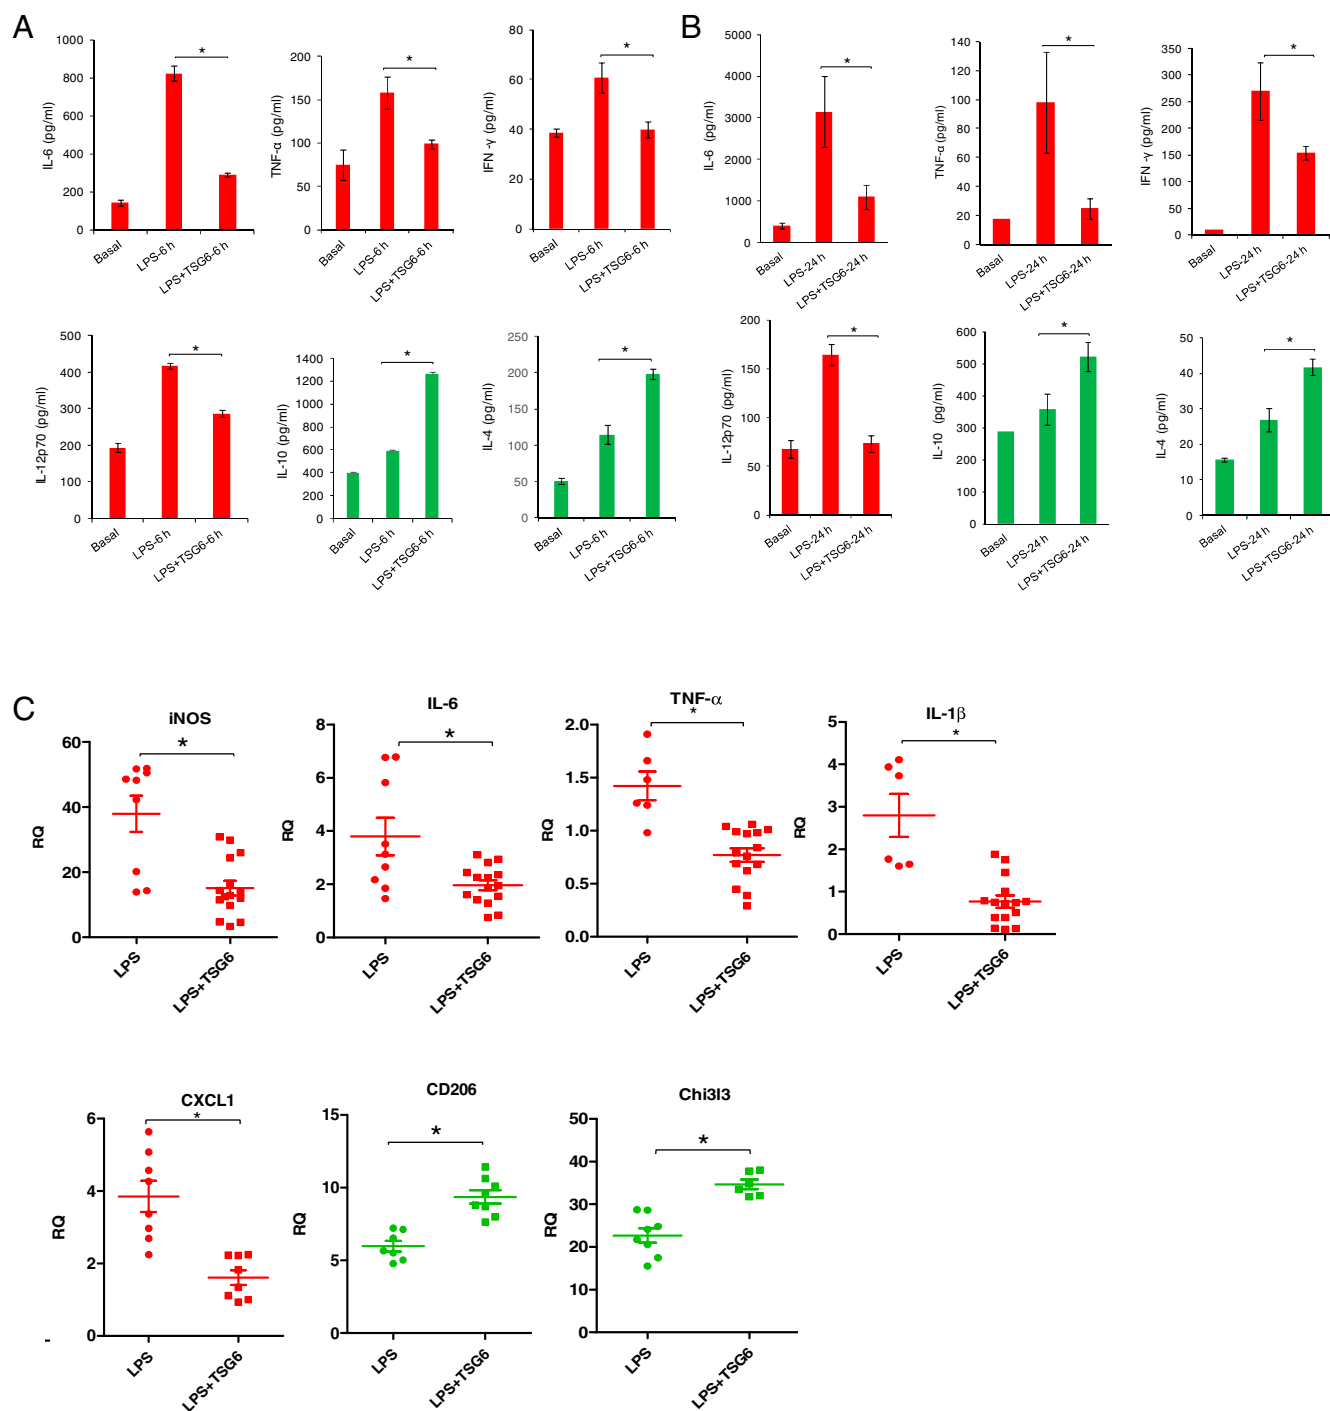 A
IL-6 (pg/ml)
1000
800
600
400
200
0
*
Basal
LPS-6 h
LPS+TSG6-6 h
TNF-α (pg/ml)
200
150
100
50
0
*
Basal
LPS-6 h
LPS+TSG6-6 h
IFN -γ (pg/ml)
80
60
40
20
0
*
Basal
LPS-6 h
LPS+TSG6-6 h
IL-12p70 (pg/ml)
500
400
300
200
100
0
*
Basal
LPS-6 h
LPS+TSG6-6 h
IL-10 (pg/ml)
1400
1200
1000
800
600
400
200
0
*
Basal
LPS-6 h
LPS+TSG6-6 h
IL-4 (pg/ml)
250
200
150
100
50
0
*
Basal
LPS-6 h
LPS+TSG6-6 h
B
IL-6 (pg/ml)
5000
4000
3000
2000
1000
0
*
Basal
LPS-24 h
LPS+TSG6-24 h
TNF-α (pg/ml)
140
120
100
80
60
40
20
0
*
Basal
LPS-24 h
LPS+TSG6-24 h
IFN -γ (pg/ml)
350
300
250
200
150
100
50
0
*
Basal
LPS-24 h
LPS+TSG6-24 h
IL-12p70 (pg/ml)
200
150
100
50
0
*
Basal
LPS-24 h
LPS+TSG6-24 h
IL-10 (pg/ml)
600
500
400
300
200
100
0
*
Basal
LPS-24 h
LPS+TSG6-24 h
IL-4 (pg/ml)
50
40
30
20
10
0
*
Basal
LPS-24 h
LPS+TSG6-24 h
C
iNOS
RQ
60
40
20
0
*
LPS
LPS+TSG6
IL-6
RQ
8
6
4
2
0
*
LPS
LPS+TSG6
TNF-α
RQ
2.0
1.5
1.0
0.5
0.0
*
LPS
LPS+TSG6
IL-1β
RQ
5
4
3
2
1
0
*
LPS
LPS+TSG6
CXCL1
RQ
6
4
2
0
*
-
LPS
LPS+TSG6
CD206
RQ
15
10
5
0
*
LPS
LPS+TSG6
Chi3l3
RQ
50
40
30
20
10
0
*
LPS
LPS+TSG6